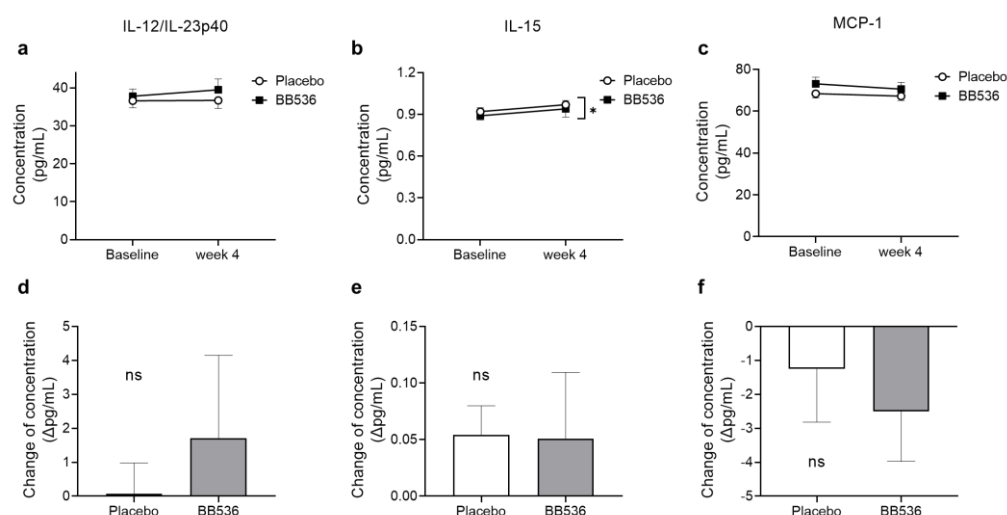 IL-12/IL-23p40
IL-15
MCP-1
a
Concentration
(pg/mL)
40
30
20
10
0
Baseline
week 4
Placebo
BB536
b
Concentration
(pg/mL)
1.2
0.9
0.6
0.3
0.0
Baseline
week 4
Placebo
BB536
*
c
Concentration
(pg/mL)
80
60
40
20
0
Baseline
week 4
Placebo
BB536
d
Change of concentration
(Δpg/mL)
5
4
3
2
1
0
ns
Placebo
BB536
e
Change of concentration
(Δpg/mL)
0.15
0.10
0.05
0.00
ns
Placebo
BB536
f
Change of concentration
(Δpg/mL)
0
-1
-2
-3
-4
-5
ns
Placebo
BB536